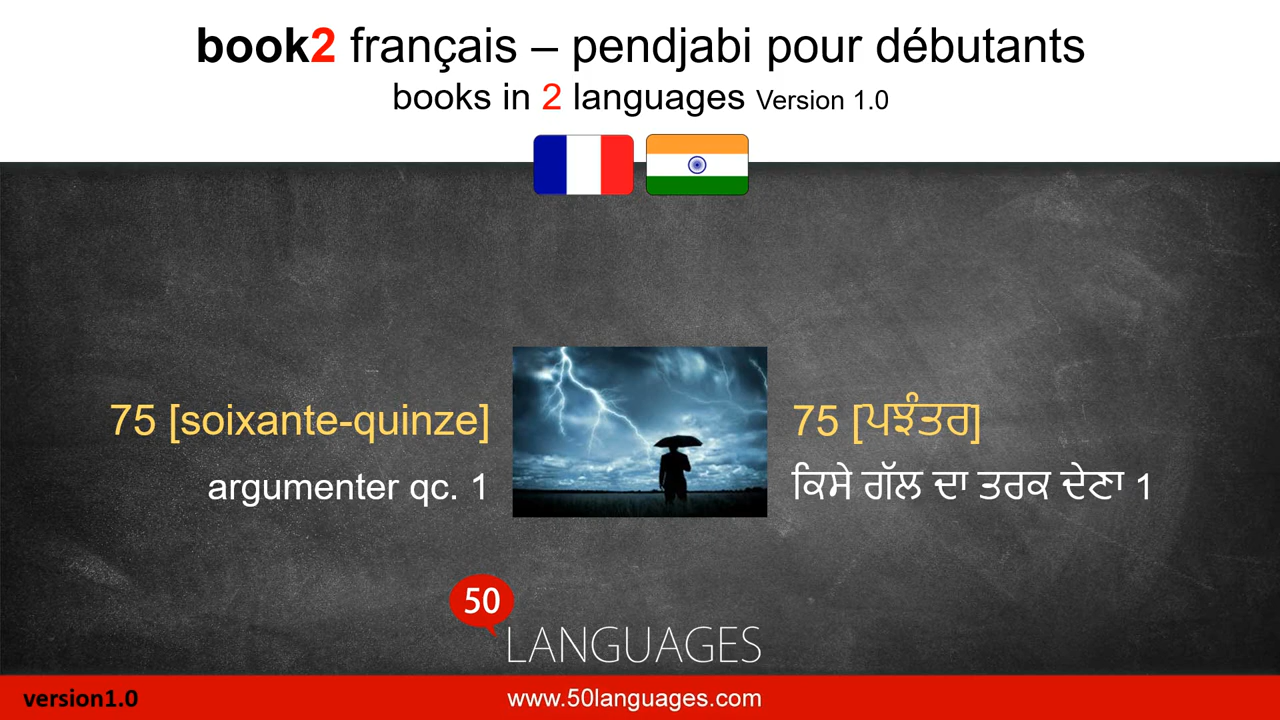 book2 français – pendjabi pour débutants
books in 2 languages Version 1.0
75 [soixante-quinze]
argumenter qc. 1
75 [ਪਝੰਤਰ]
ਕਿਸੇ ਗੱਲ ਦਾ ਤਰਕ ਦੇਣਾ 1
50
LANGUAGES
version1.0
www.50languages.com